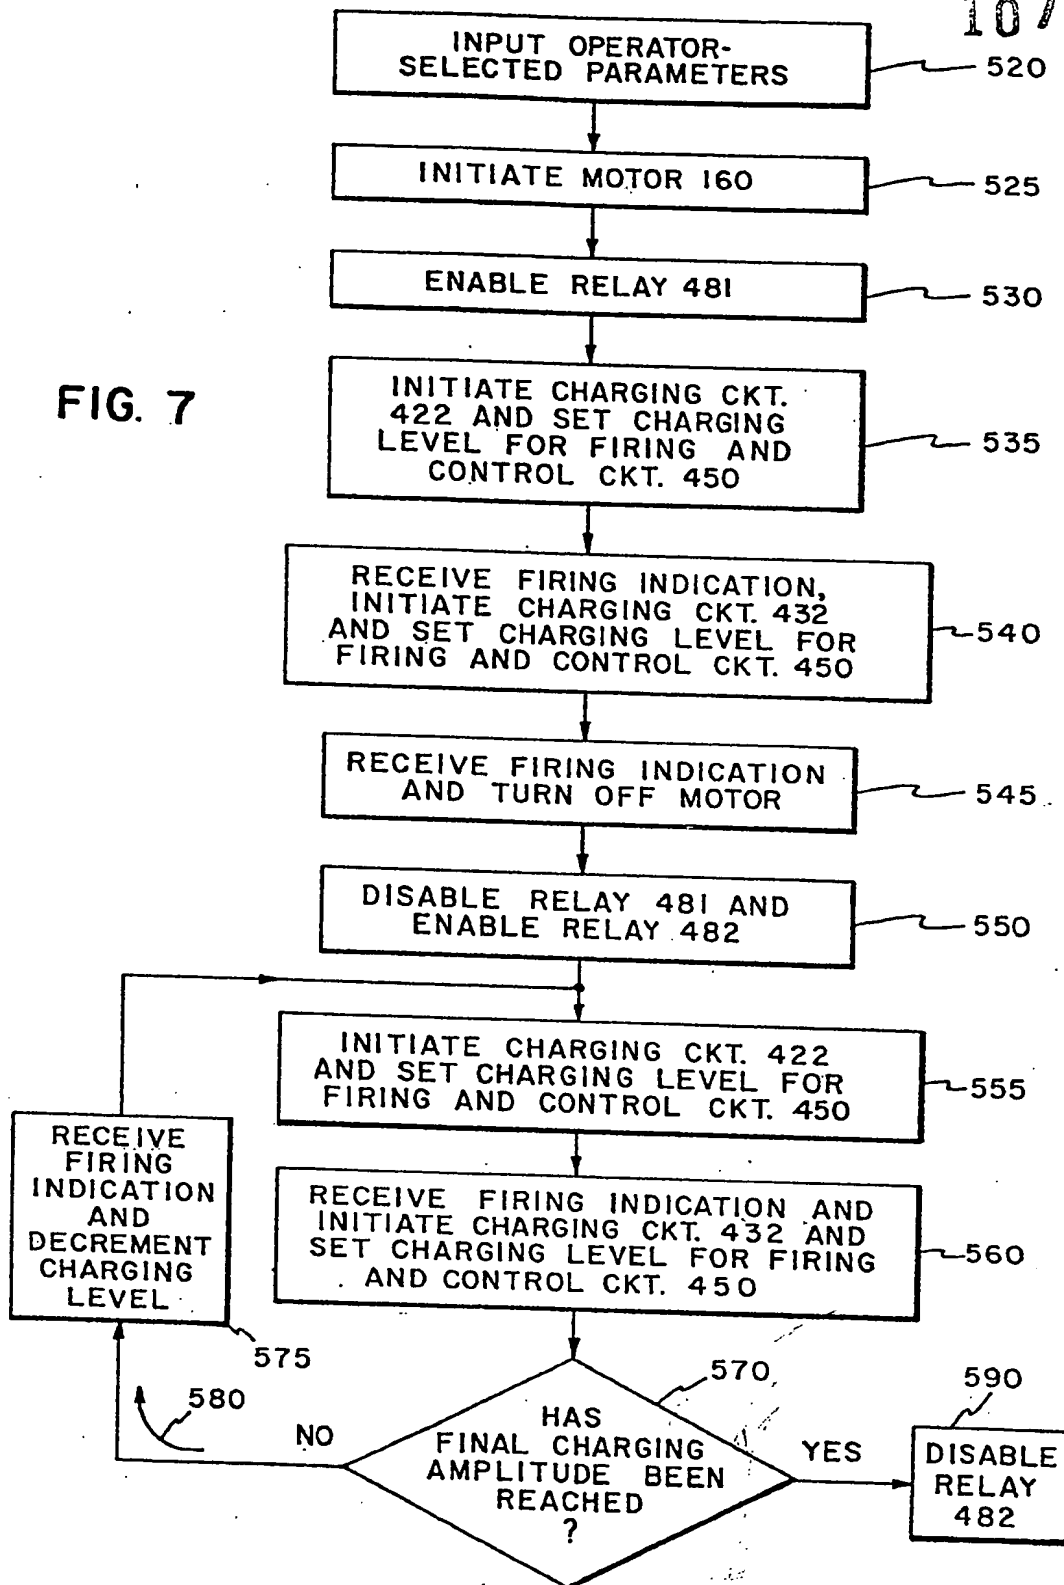 107
INPUT OPERATOR-
SELECTED PARAMETERS
520
INITIATE MOTOR 160
525
ENABLE RELAY 481
530
FIG. 7
INITIATE CHARGING CKT.
422 AND SET CHARGING
LEVEL FOR FIRING AND
CONTROL CKT. 450
535
RECEIVE FIRING INDICATION,
INITIATE CHARGING CKT. 432
AND SET CHARGING LEVEL FOR
FIRING AND CONTROL CKT. 450
540
RECEIVE FIRING INDICATION
AND TURN OFF MOTOR
545
DISABLE RELAY 481 AND
ENABLE RELAY 482
550
INITIATE CHARGING CKT. 422
AND SET CHARGING LEVEL FOR
FIRING AND CONTROL CKT. 450
555
RECEIVE
FIRING
INDICATION
AND
DECREMENT
CHARGING
LEVEL
575
RECEIVE FIRING INDICATION AND
INITIATE CHARGING CKT. 432 AND
SET CHARGING LEVEL FOR FIRING
AND CONTROL CKT. 450
560
580
NO
HAS
FINAL CHARGING
AMPLITUDE BEEN
REACHED
?
570
YES
590
DISABLE
RELAY
482